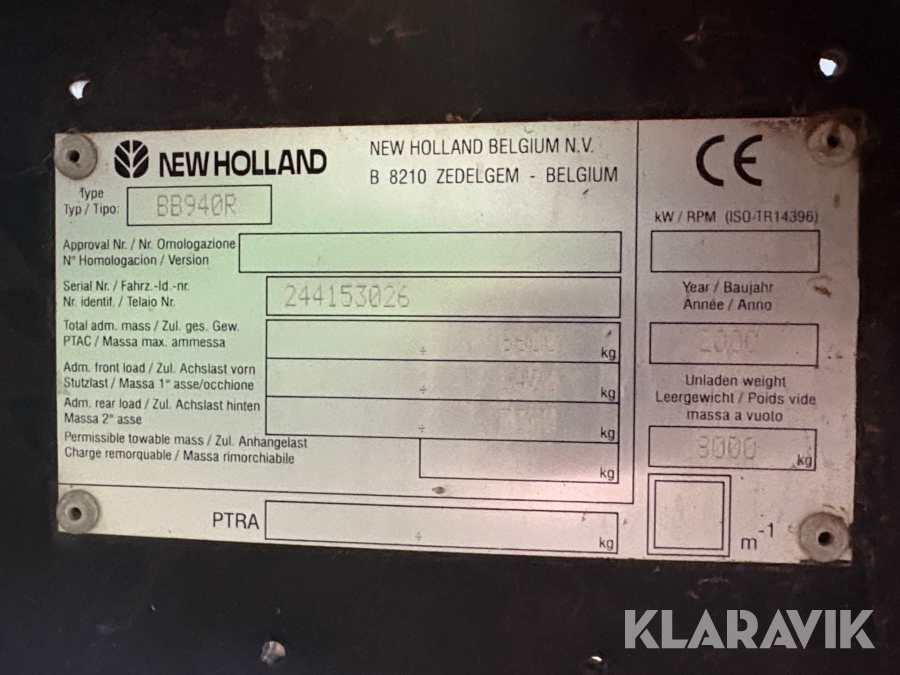 NEW HOLLAND
NEW HOLLAND BELGIUM N.V.
B 8210 ZEDELGEM - BELGIUM
CE
Type
Typ / Tipo:
BB940R
kW / RPM (ISO-TR14396)
Approval Nr. / Nr. Omologazione
N° Homologacion / Version
Serial Nr. / Fahrz.-Id.-nr.
Nr. identif. / Telaio Nr.
244153026
Year / Baujahr
Année / Anno
2000
Total adm. mass / Zul. ges. Gew.
PTAC / Massa max. ammessa
kg
Adm. front load / Zul. Achslast vorn
Stutzlast / Massa 1° asse/occhione
kg
Unladen weight
Leergewicht / Poids vide
massa a vuoto
Adm. rear load / Zul. Achslast hinten
Massa 2° asse
kg
kg
Permissible towable mass / Zul. Anhangelast
Charge remorquable / Massa rimorchiabile
kg
PTRA
kg
m-1
KLARAVIK